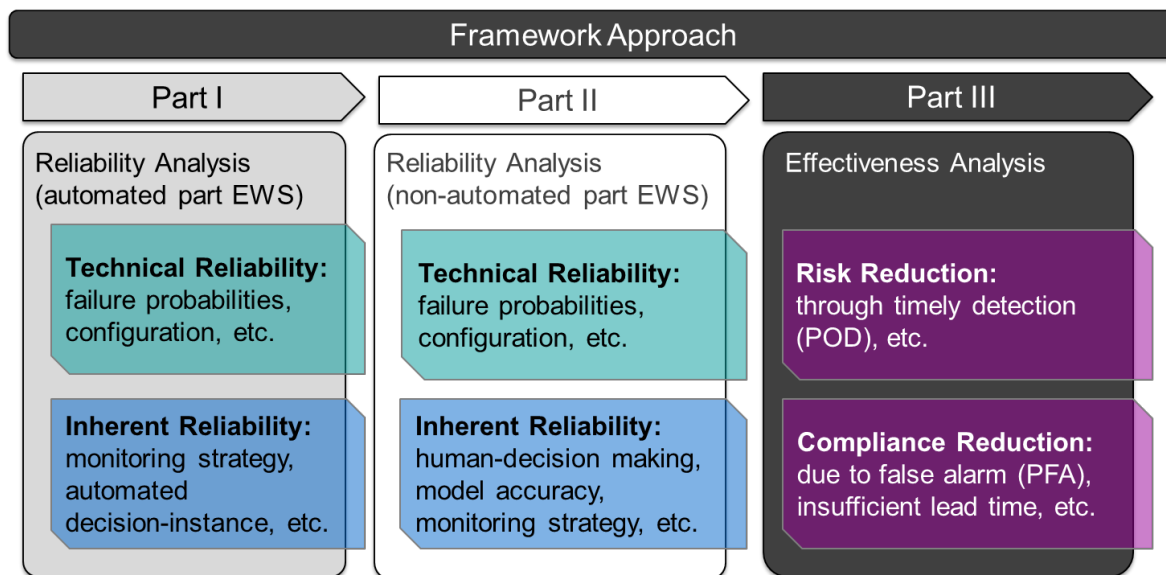 Framework Approach
Part I
Part II
Part III
Reliability Analysis
(automated part EWS)
Technical Reliability:
failure probabilities,
configuration, etc.
Inherent Reliability:
monitoring strategy,
automated
decision-instance, etc.
Reliability Analysis
(non-automated part EWS)
Technical Reliability:
failure probabilities,
configuration, etc.
Inherent Reliability:
human-decision making,
model accuracy,
monitoring strategy, etc.
Effectiveness Analysis
Risk Reduction:
through timely detection
(POD), etc.
Compliance Reduction:
due to false alarm (PFA),
insufficient lead time, etc.